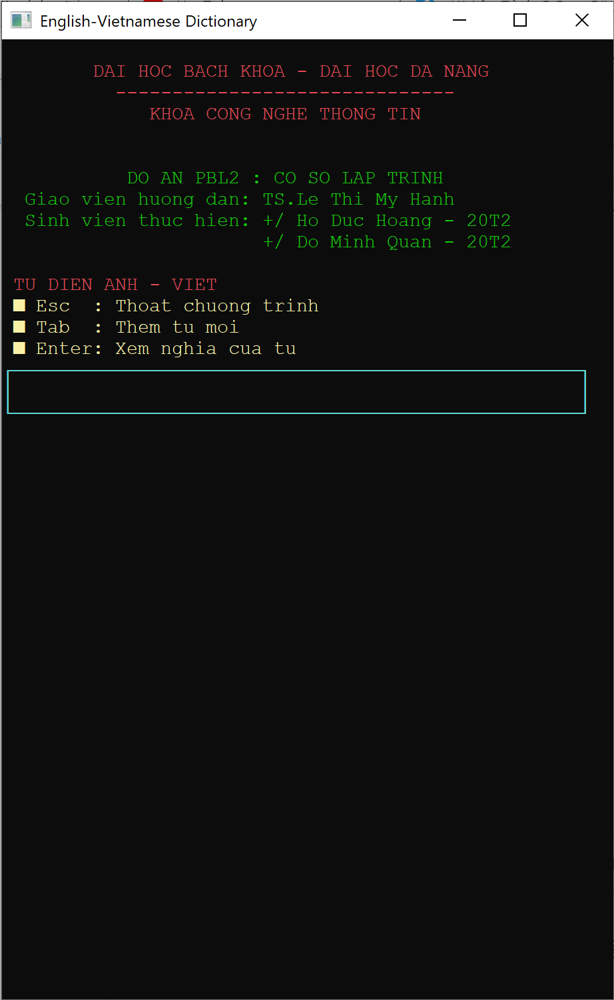 English-Vietnamese Dictionary
DAI HOC BACH KHOA - DAI HOC DA NANG
------------------------------
KHOA CONG NGHE THONG TIN
DO AN PBL2 : CO SO LAP TRINH
Giao vien huong dan: TS.Le Thi My Hanh
Sinh vien thuc hien: +/ Ho Duc Hoang - 20T2
+/ Do Minh Quan - 20T2
TU DIEN ANH - VIET
■ Esc : Thoat chuong trinh
■ Tab : Them tu moi
■ Enter: Xem nghia cua tu